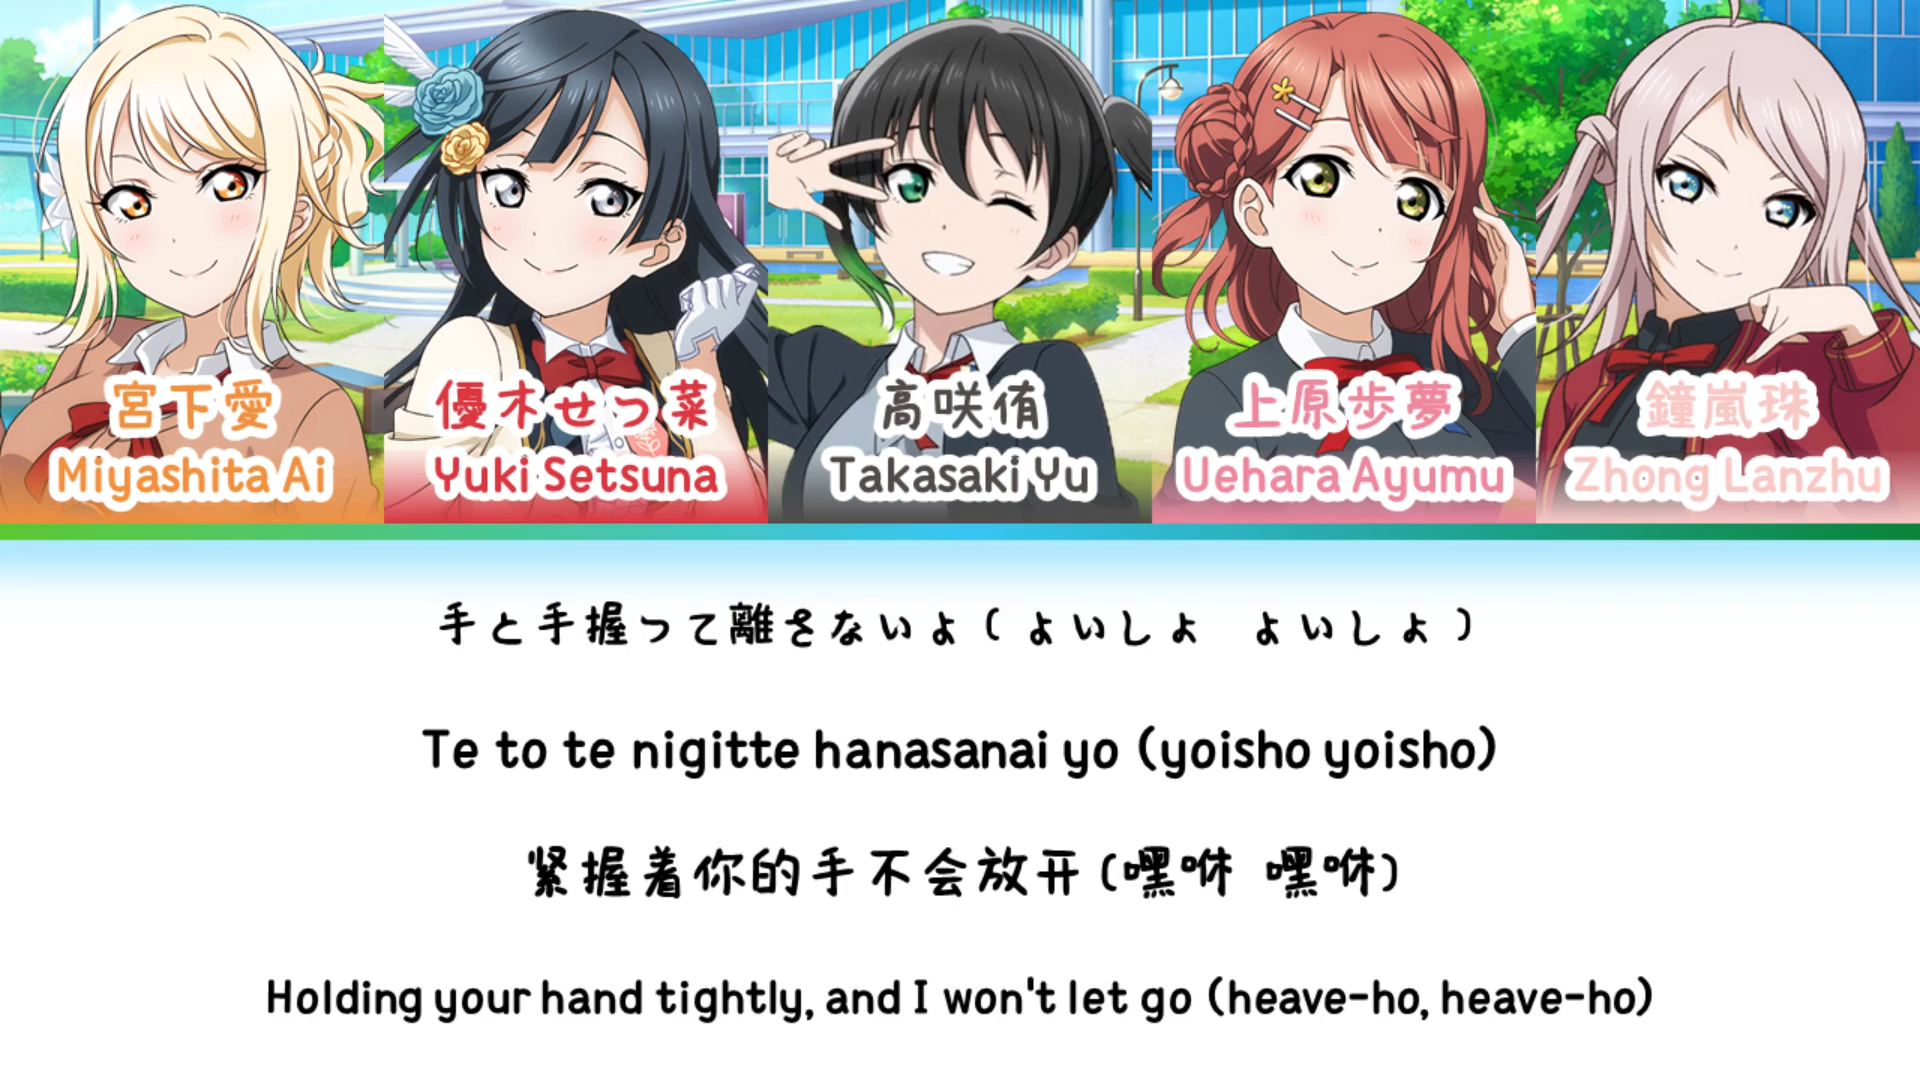 宮下愛
Miyashita Ai
優木せつ菜
Yuki Setsuna
高咲侑
Takasaki Yu
上原歩夢
Uehara Ayumu
鐘嵐珠
Zhong Lanzhu
手と手握って離さないよ(よいしょ よいしょ)
Te to te nigitte hanasanai yo (yoisho yoisho)
紧握着你的手不会放开(嘿咻 嘿咻)
Holding your hand tightly, and I won't let go (heave-ho, heave-ho)